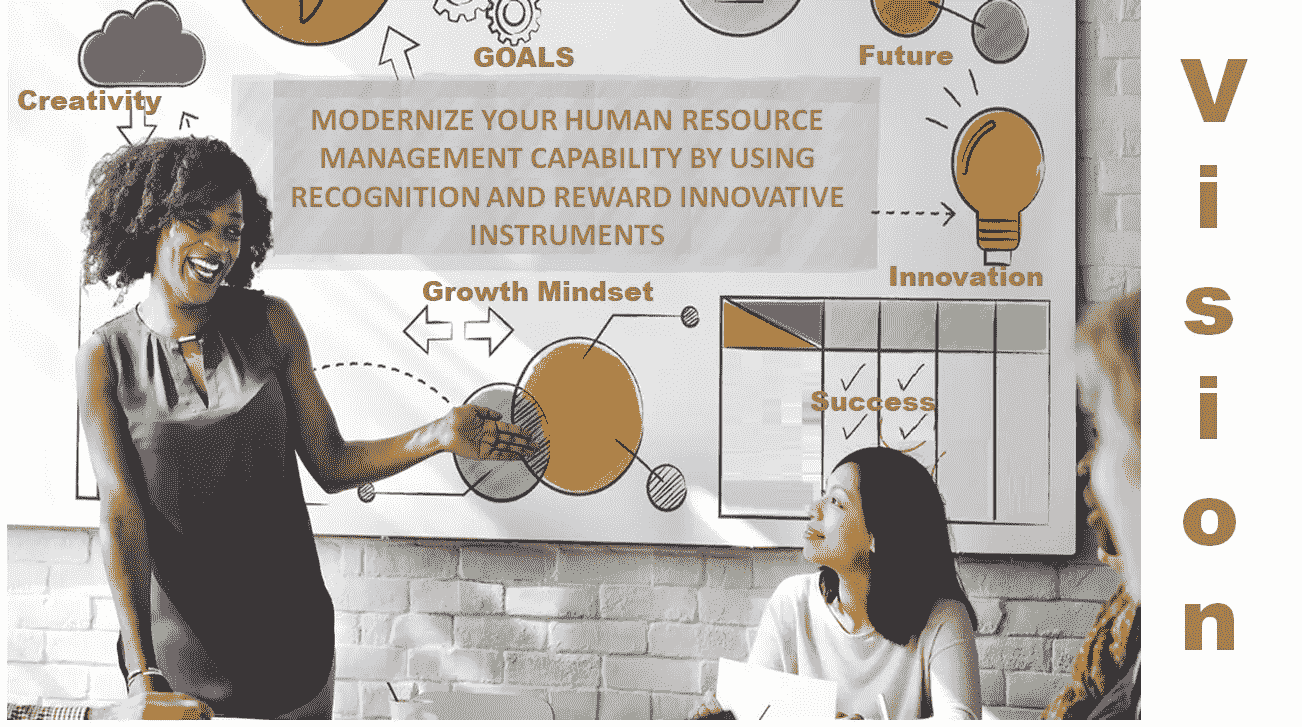 GOALS
Future
Creativity
MODERNIZE YOUR HUMAN RESOURCE
MANAGEMENT CAPABILITY BY USING
RECOGNITION AND REWARD INNOVATIVE
INSTRUMENTS
Innovation
Growth Mindset
Success
Vision